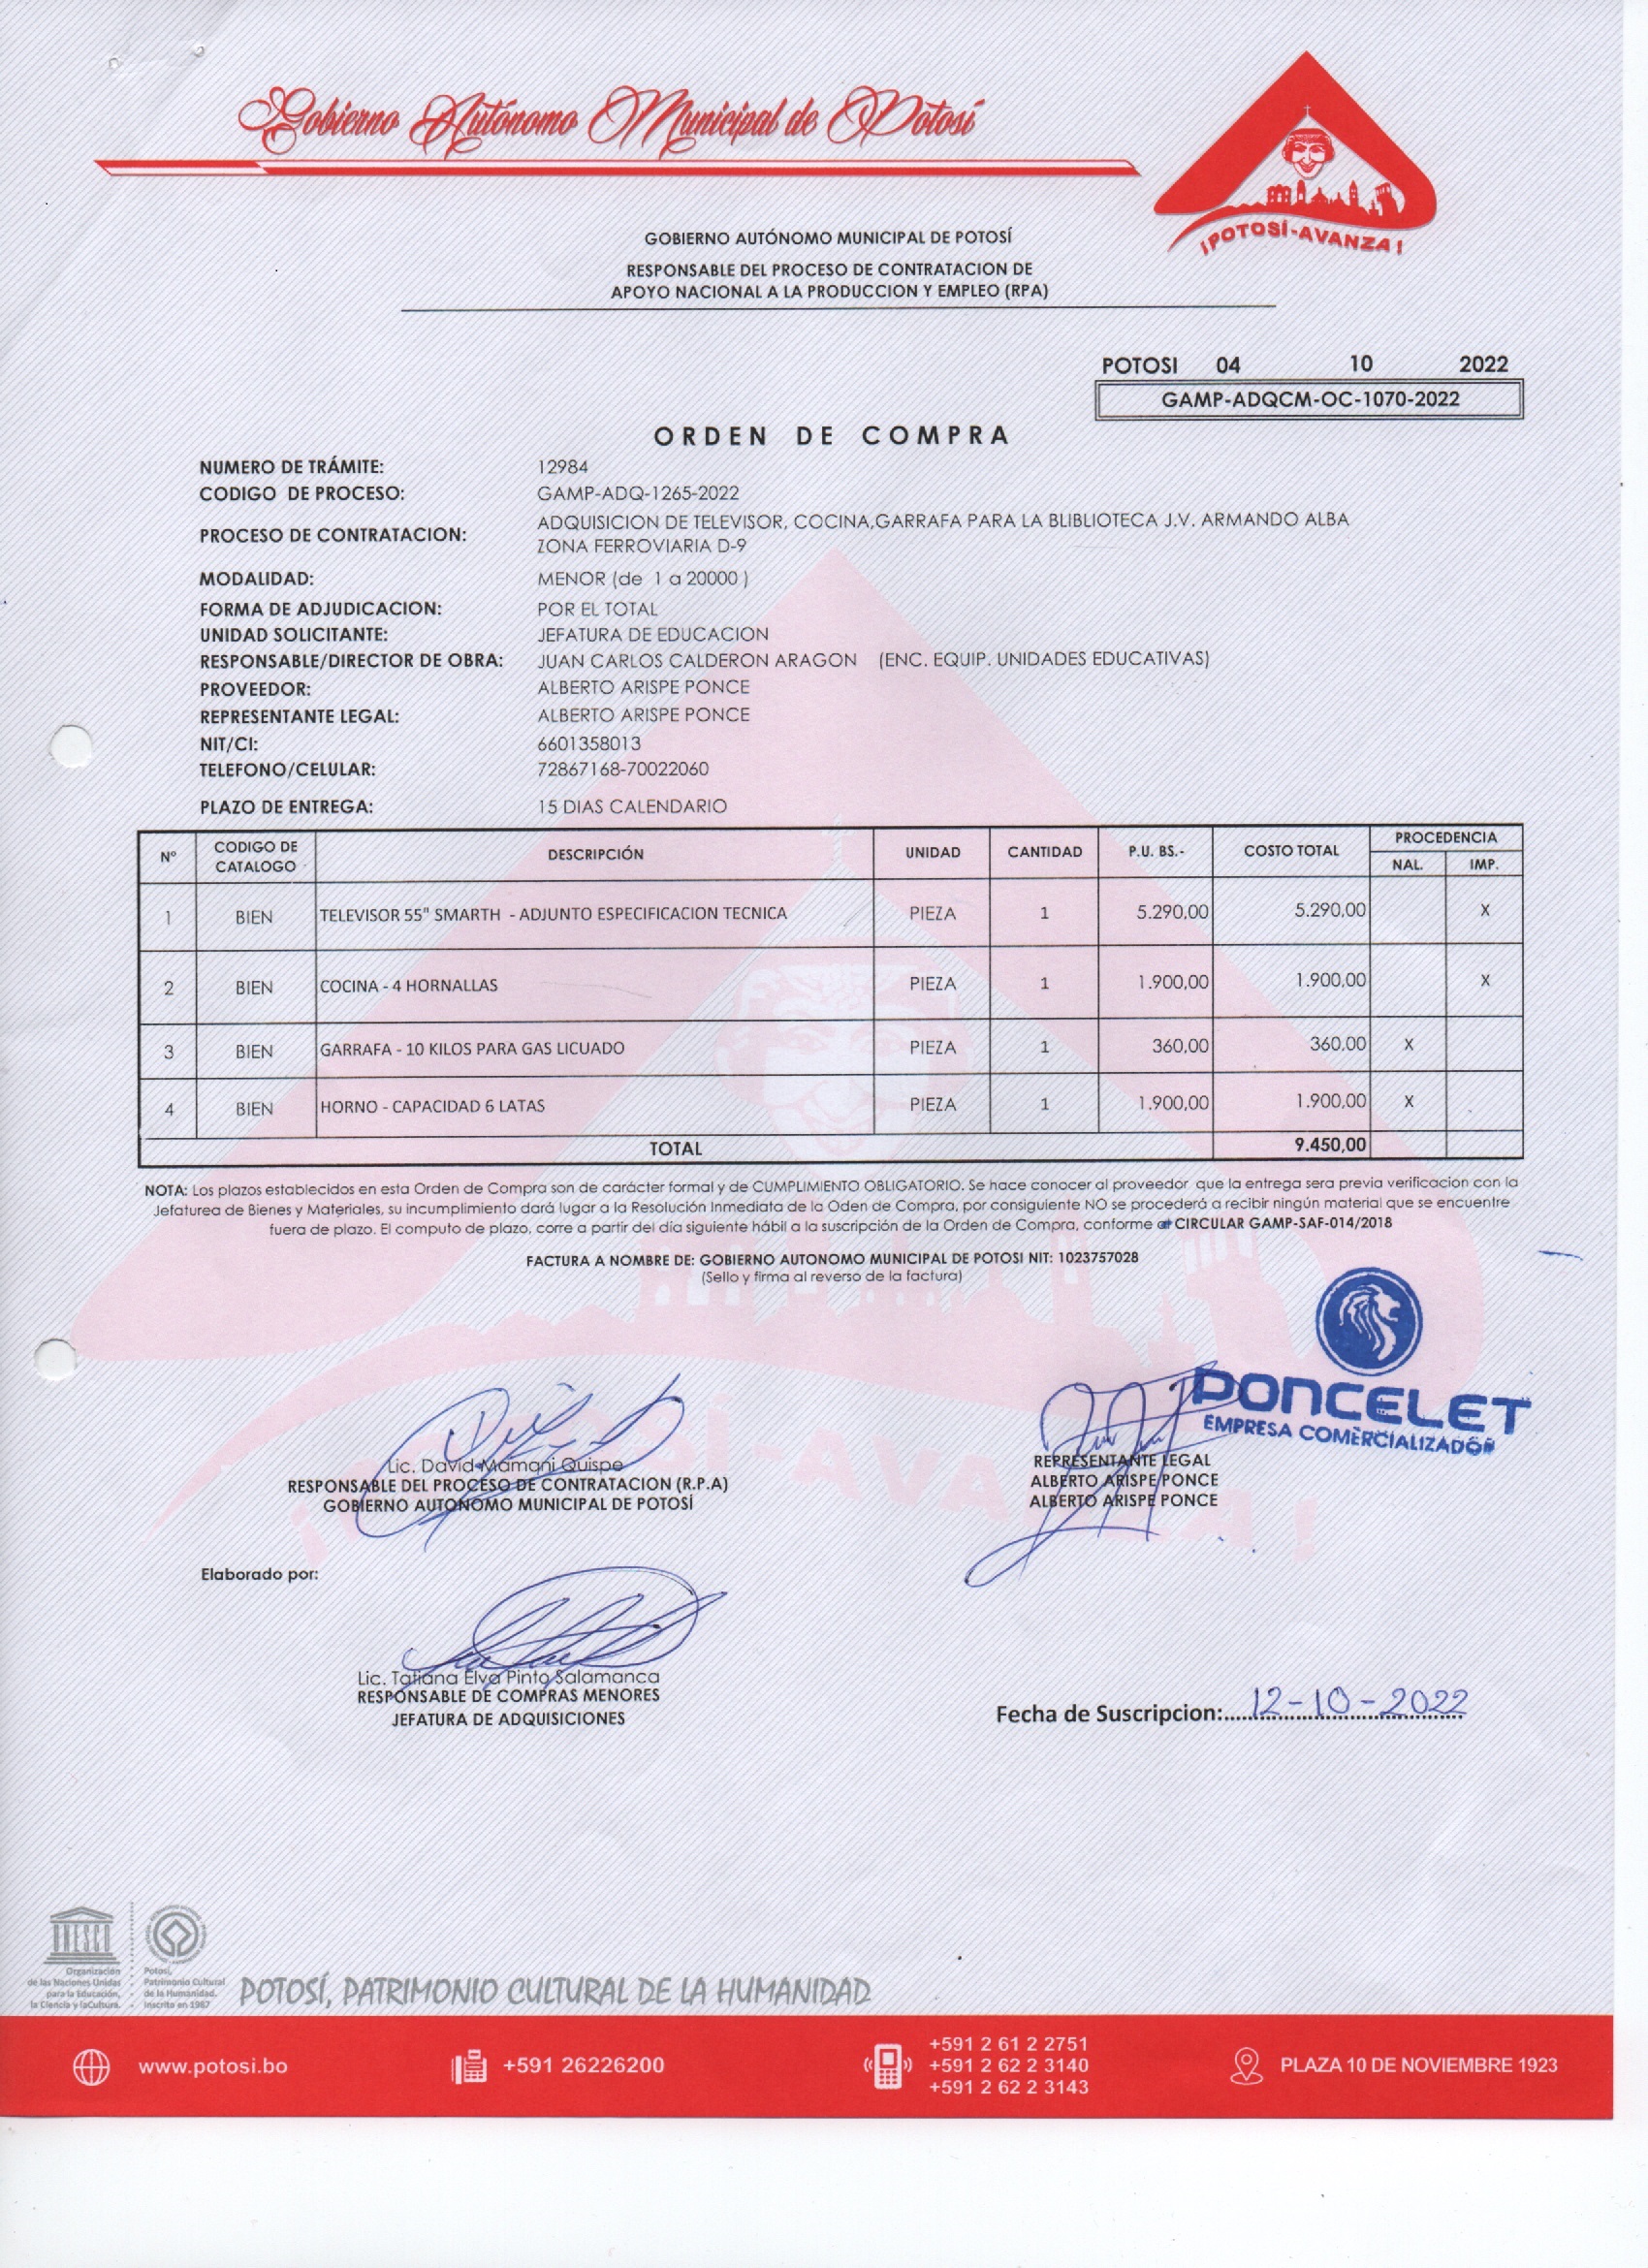 Gobierno Autónomo Municipal de Potosí
¡POTOSÍ-AVANZA!
GOBIERNO AUTÓNOMO MUNICIPAL DE POTOSÍ
RESPONSABLE DEL PROCESO DE CONTRATACION DE
APOYO NACIONAL A LA PRODUCCION Y EMPLEO (RPA)
POTOSI 04 10 2022
GAMP-ADQCM-OC-1070-2022
ORDEN DE COMPRA
NUMERO DE TRÁMITE: 12984
CODIGO DE PROCESO: GAMP-ADQ-1265-2022
PROCESO DE CONTRATACION: ADQUISICION DE TELEVISOR, COCINA,GARRAFA PARA LA BLIBLIOTECA J.V. ARMANDO ALBA
ZONA FERROVIARIA D-9
MODALIDAD: MENOR (de 1 a 20000 )
FORMA DE ADJUDICACION: POR EL TOTAL
UNIDAD SOLICITANTE: JEFATURA DE EDUCACION
RESPONSABLE/DIRECTOR DE OBRA: JUAN CARLOS CALDERON ARAGON (ENC. EQUIP. UNIDADES EDUCATIVAS)
PROVEEDOR: ALBERTO ARISPE PONCE
REPRESENTANTE LEGAL: ALBERTO ARISPE PONCE
NIT/CI: 6601358013
TELEFONO/CELULAR: 72867168-70022060
PLAZO DE ENTREGA: 15 DIAS CALENDARIO
Nº CODIGO DE CATALOGO DESCRIPCIÓN UNIDAD CANTIDAD P.U. BS.- COSTO TOTAL PROCEDENCIA
NAL. IMP.
1 BIEN TELEVISOR 55" SMARTH - ADJUNTO ESPECIFICACION TECNICA PIEZA 1 5.290,00 5.290,00 X
2 BIEN COCINA - 4 HORNALLAS PIEZA 1 1.900,00 1.900,00 X
3 BIEN GARRAFA - 10 KILOS PARA GAS LICUADO PIEZA 1 360,00 360,00 X
4 BIEN HORNO - CAPACIDAD 6 LATAS PIEZA 1 1.900,00 1.900,00 X
TOTAL 9.450,00
NOTA: Los plazos establecidos en esta Orden de Compra son de carácter formal y de CUMPLIMIENTO OBLIGATORIO. Se hace conocer al proveedor que la entrega sera previa verificacion con la
Jefaturea de Bienes y Materiales, su incumplimiento dará lugar a la Resolución Inmediata de la Oden de Compra, por consiguiente NO se procederá a recibir ningún material que se encuentre
fuera de plazo. El computo de plazo, corre a partir del día siguiente hábil a la suscripción de la Orden de Compra, conforme a CIRCULAR GAMP-SAF-014/2018
FACTURA A NOMBRE DE: GOBIERNO AUTONOMO MUNICIPAL DE POTOSI NIT: 1023757028
(Sello y firma al reverso de la factura)
PONCELET
EMPRESA COMERCIALIZADOR
Lic. David Mamani Quispe
RESPONSABLE DEL PROCESO DE CONTRATACION (R.P.A)
GOBIERNO AUTONOMO MUNICIPAL DE POTOSÍ
REPRESENTANTE LEGAL
ALBERTO ARISPE PONCE
ALBERTO ARISPE PONCE
Elaborado por:
Lic. Tatiana Elva Pinto Salamanca
RESPONSABLE DE COMPRAS MENORES
JEFATURA DE ADQUISICIONES
Fecha de Suscripcion: 12-10-2022
UNESCO
Organización
de las Naciones Unidas
para la Educación,
la Ciencia y laCultura.
Potosí,
Patrimonio Cultural
de la Humanidad.
Inscrito en 1987
POTOSÍ, PATRIMONIO CULTURAL DE LA HUMANIDAD
www.potosi.bo
+591 26226200
+591 2 61 2 2751
+591 2 62 2 3140
+591 2 62 2 3143
PLAZA 10 DE NOVIEMBRE 1923